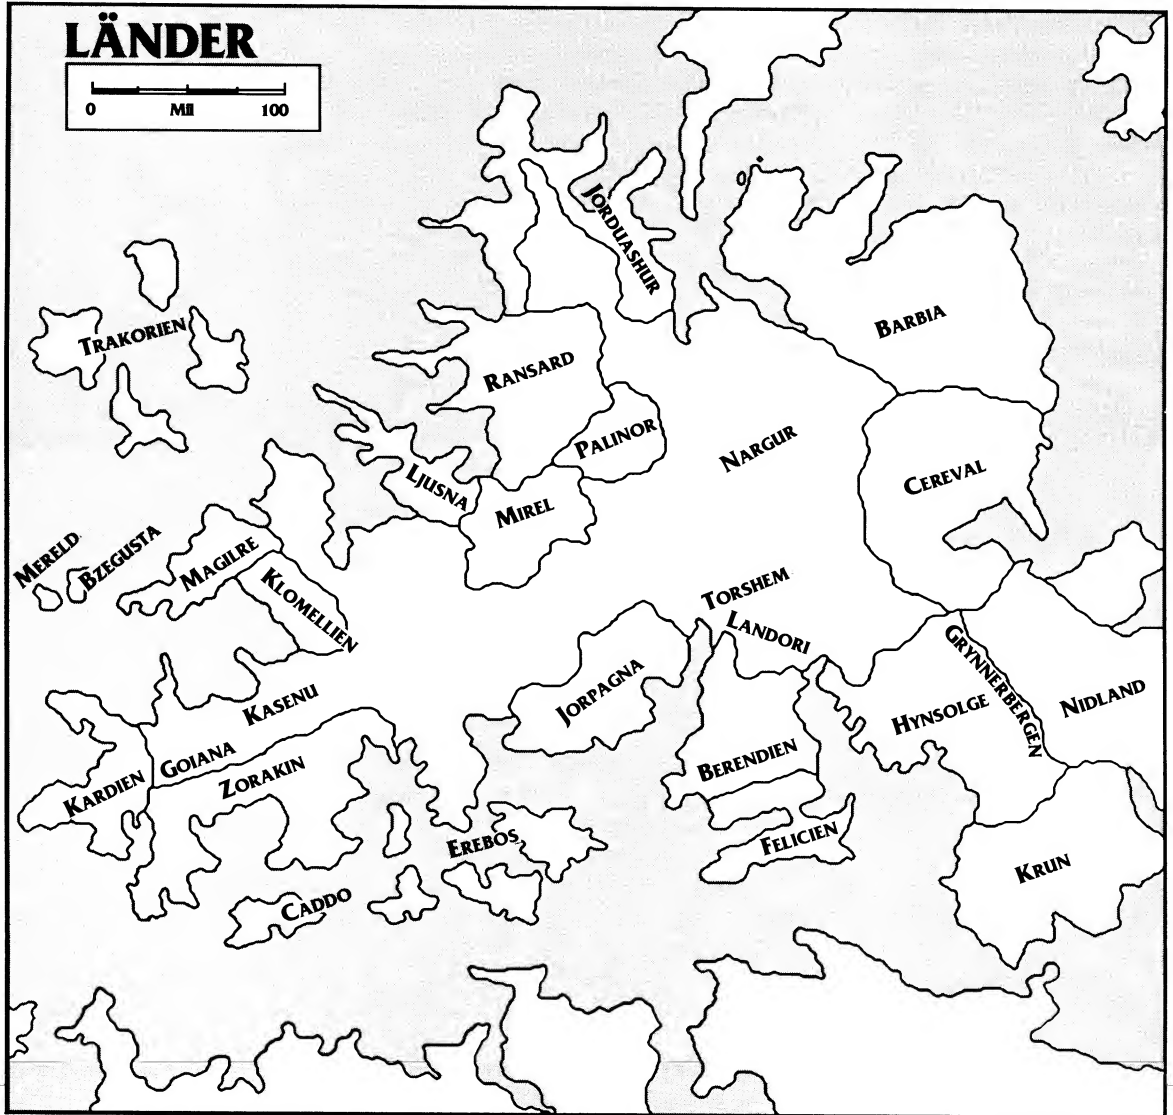 LÄNDER
0 Mil 100
JORDUASHUR
BARBIA
TRAKORIEN
RANSARD
PALINOR
NARGUR
CEREVAL
LJUSNA
MIREL
MERELD
BZEGUSTA
MAGILRE
KLOMELLIEN
TORSHEM
LANDORI
GRYNNERBERGEN
JORPAGNA
KASENU
HYNSOLGE
NIDLAND
GOIANA
KARDIEN
ZORAKIN
BERENDIEN
EREBOS
FELICIEN
KRUN
CADDO